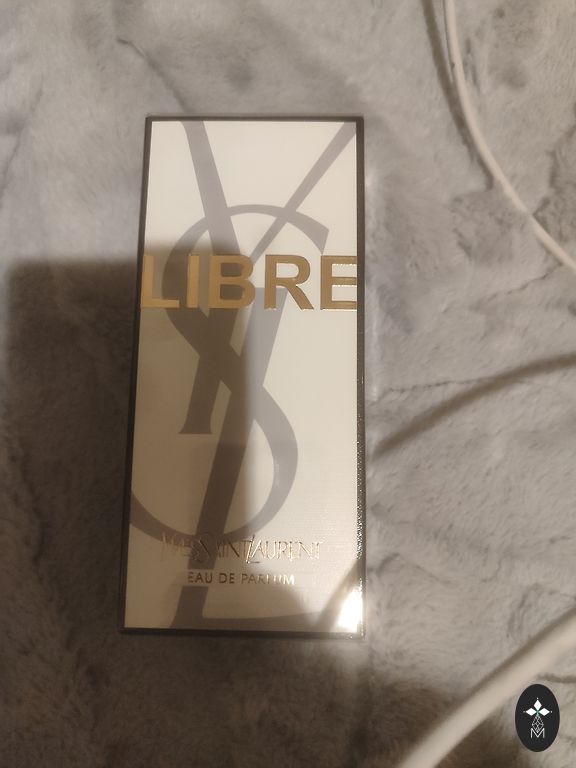 LIBRE
YVES SAINT LAURENT
EAU DE PARFUM